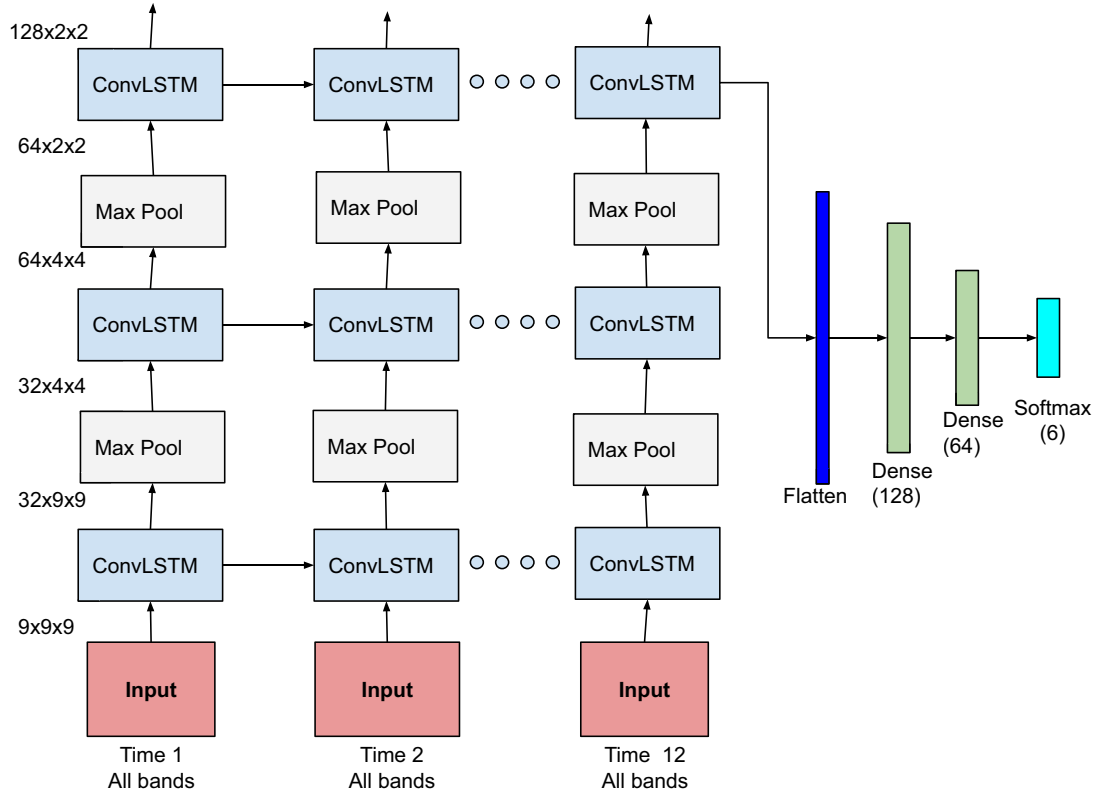 128x2x2
ConvLSTM
ConvLSTM
ConvLSTM
64x2x2
Max Pool
Max Pool
Max Pool
64x4x4
ConvLSTM
ConvLSTM
ConvLSTM
32x4x4
Max Pool
Max Pool
Max Pool
32x9x9
ConvLSTM
ConvLSTM
ConvLSTM
9x9x9
Input
Input
Input
Time 1
All bands
Time 2
All bands
Time 12
All bands
Flatten
Dense
(128)
Dense
(64)
Softmax
(6)